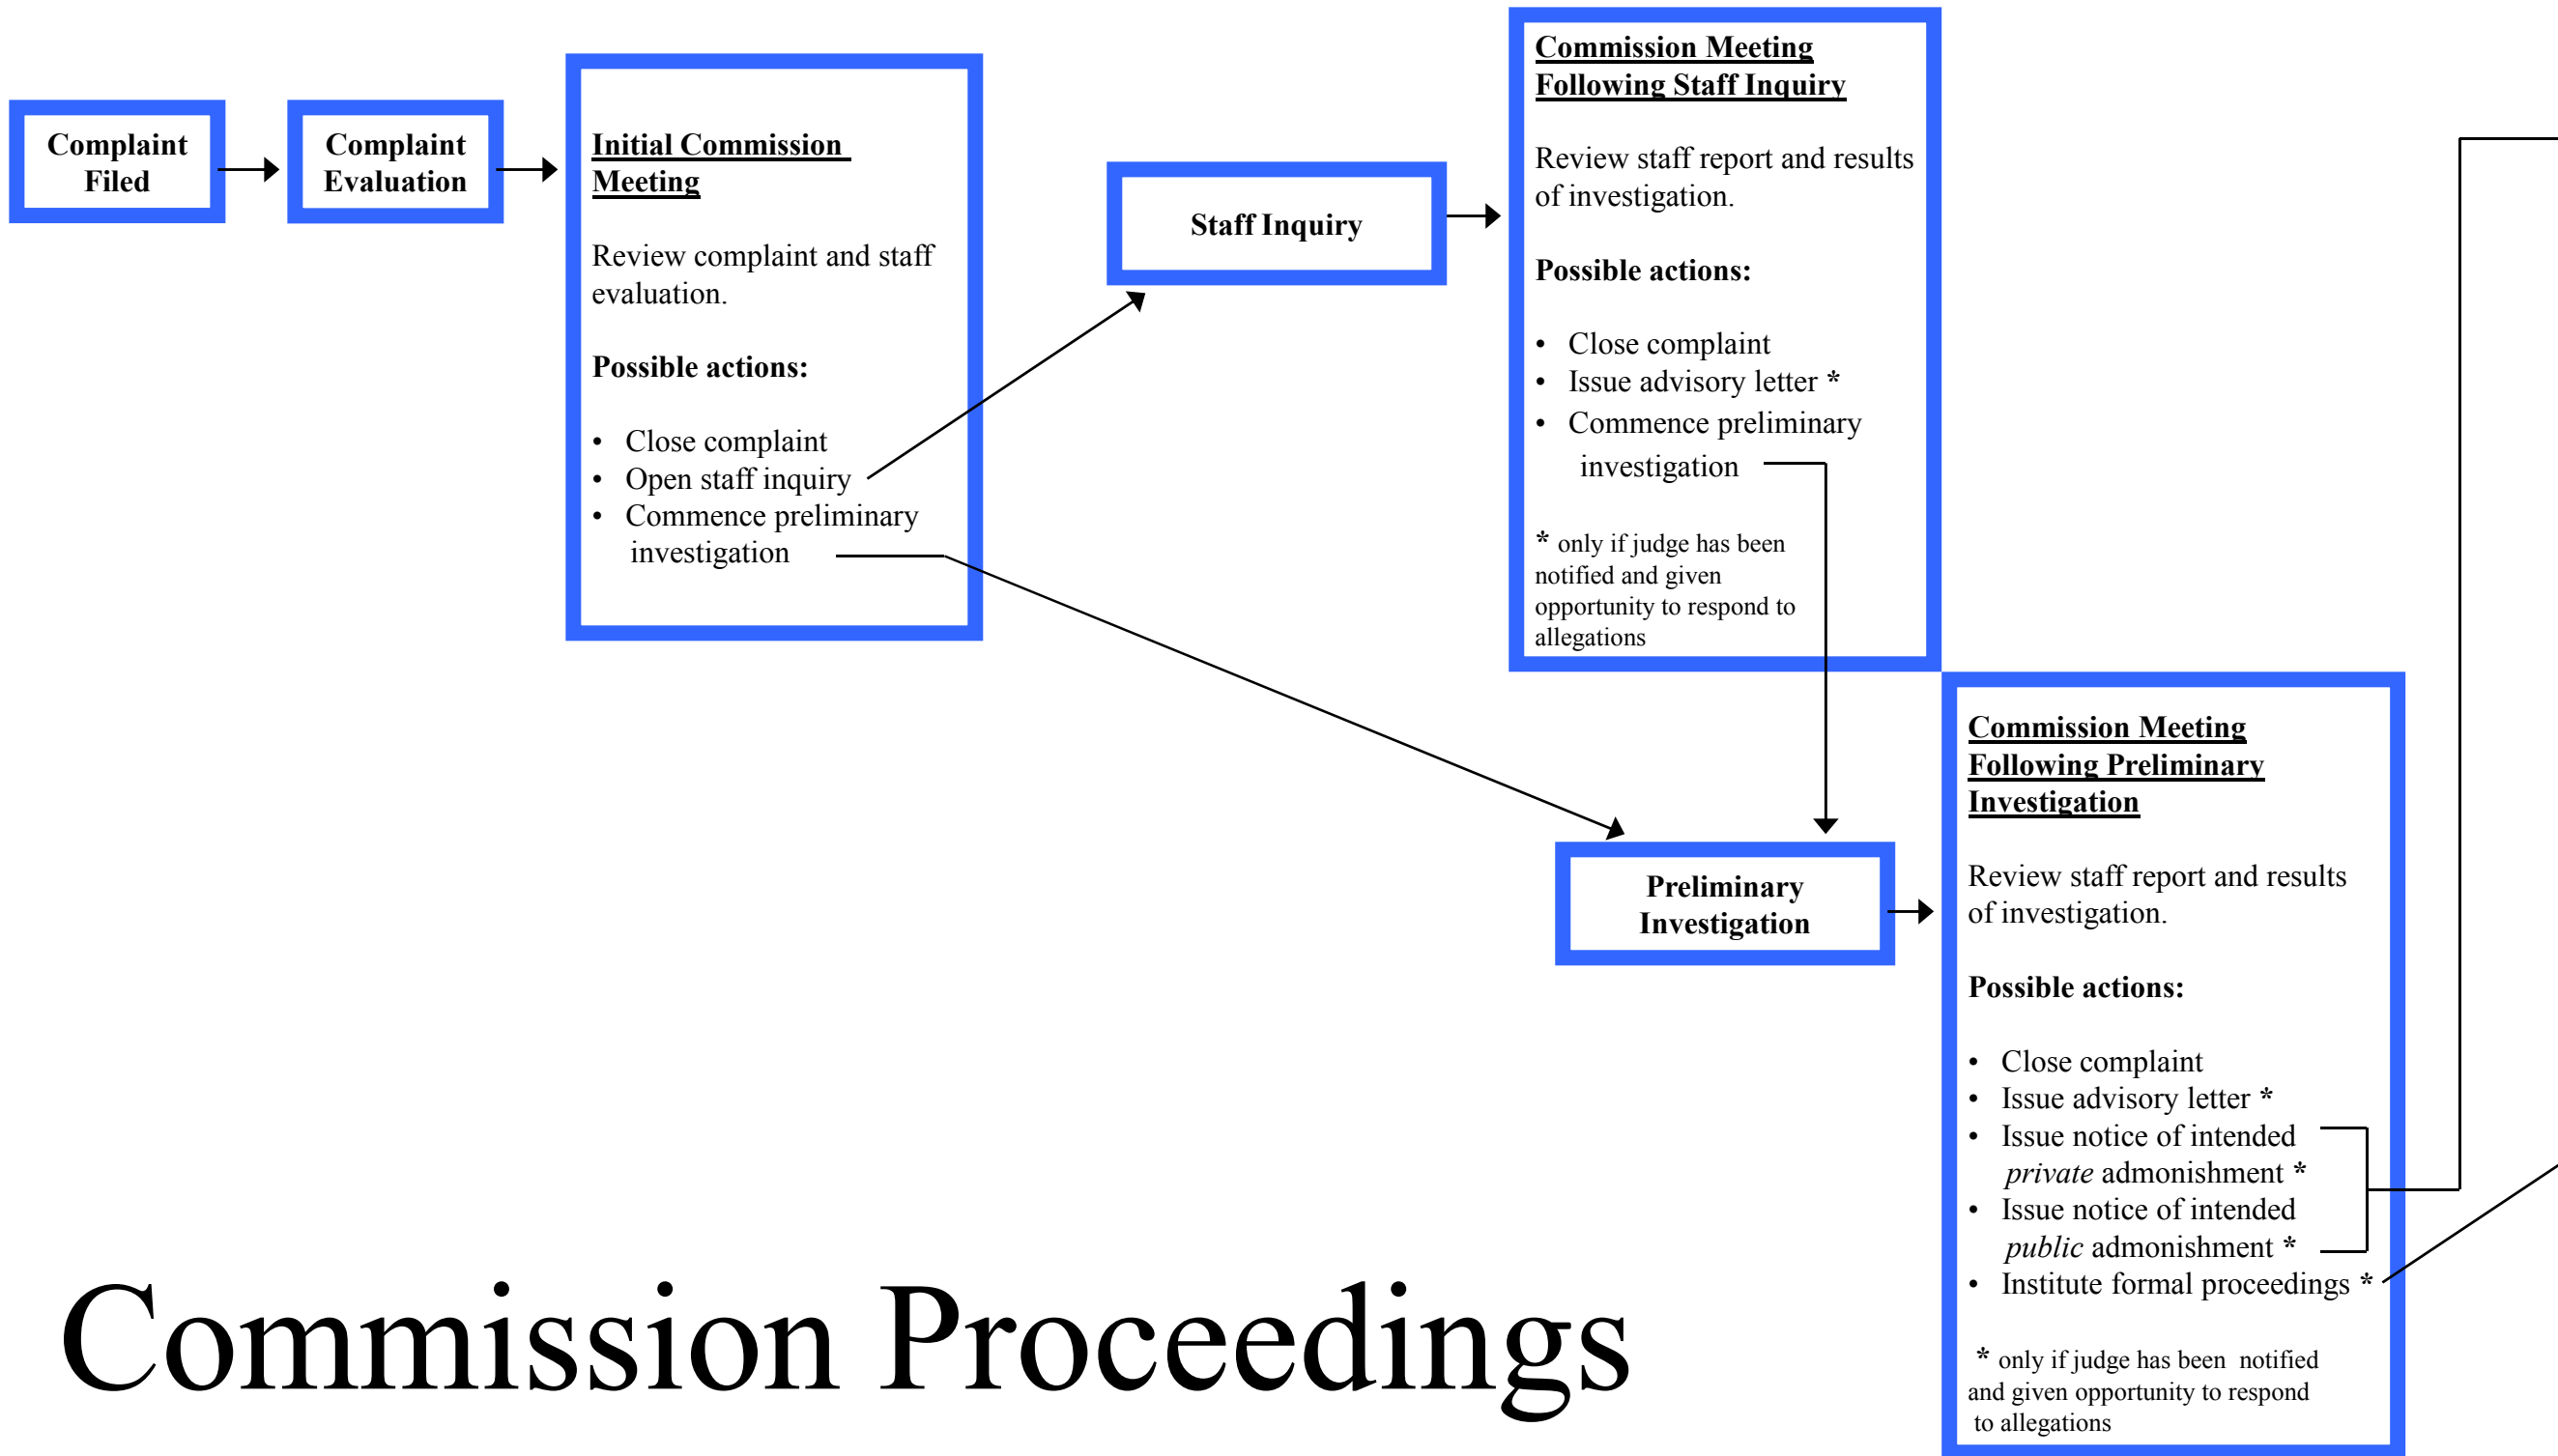 Complaint
Filed
Complaint
Evaluation
Initial Commission
Meeting
Review complaint and staff
evaluation.
Possible actions:
• Close complaint
• Open staff inquiry
• Commence preliminary
investigation
Staff Inquiry
Commission Meeting
Following Staff Inquiry
Review staff report and results
of investigation.
Possible actions:
• Close complaint
• Issue advisory letter *
• Commence preliminary
investigation
* only if judge has been
notified and given
opportunity to respond to
allegations
Preliminary
Investigation
Commission Meeting
Following Preliminary
Investigation
Review staff report and results
of investigation.
Possible actions:
• Close complaint
• Issue advisory letter *
• Issue notice of intended
private admonishment *
• Issue notice of intended
public admonishment *
• Institute formal proceedings *
* only if judge has been notified
and given opportunity to respond
to allegations
Commission Proceedings